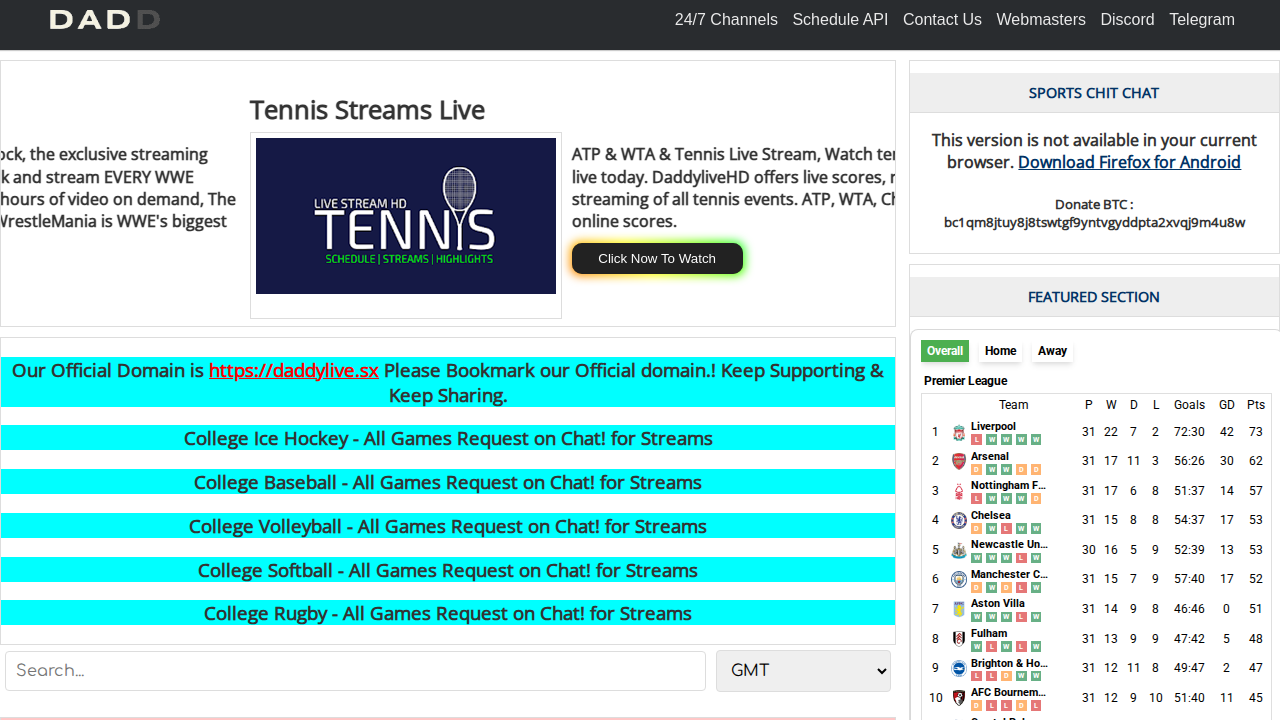 DADD
24/7 Channels Schedule API Contact Us Webmasters Discord Telegram
Tennis Streams Live
ock, the exclusive streaming
k and stream EVERY WWE
hours of video on demand, The
WrestleMania is WWE's biggest
LIVE STREAM HD
TENNIS
SCHEDULE | STREAMS | HIGHLIGHTS
ATP & WTA & Tennis Live Stream, Watch ten
live today. DaddyliveHD offers live scores, r
streaming of all tennis events. ATP, WTA, Ch
online scores.
Click Now To Watch
Our Official Domain is https://daddylive.sx Please Bookmark our Official domain.! Keep Supporting &
Keep Sharing.
College Ice Hockey - All Games Request on Chat! for Streams
College Baseball - All Games Request on Chat! for Streams
College Volleyball - All Games Request on Chat! for Streams
College Softball - All Games Request on Chat! for Streams
College Rugby - All Games Request on Chat! for Streams
Search...
GMT
SPORTS CHIT CHAT
This version is not available in your current
browser. Download Firefox for Android
Donate BTC :
bc1qm8jtuy8j8tswtgf9yntvgyddpta2xvqj9m4u8w
FEATURED SECTION
Overall Home Away
Premier League
Team P W D L Goals GD Pts
1 Liverpool 31 22 7 2 72:30 42 73
L W W W W
2 Arsenal 31 17 11 3 56:26 30 62
D W W D D
3 Nottingham F... 31 17 6 8 51:37 14 57
L W W W D
4 Chelsea 31 15 8 8 54:37 17 53
D W L W W
5 Newcastle Un... 30 16 5 9 52:39 13 53
W W W L W
6 Manchester C... 31 15 7 9 57:40 17 52
D W D L W
7 Aston Villa 31 14 9 8 46:46 0 51
W W W L W
8 Fulham 31 13 9 9 47:42 5 48
W L W L W
9 Brighton & Ho... 31 12 11 8 49:47 2 47
L L D W W
10 AFC Bournem... 31 12 9 10 51:40 11 45
D L L D L